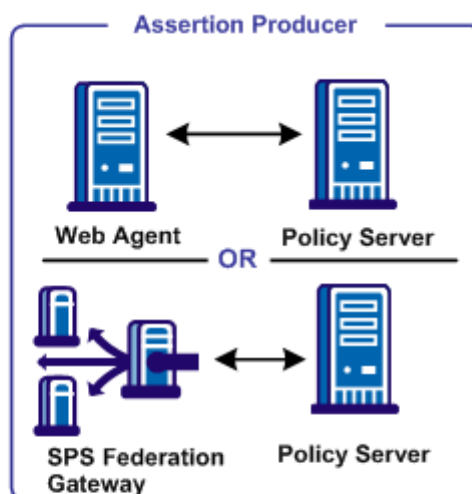 Assertion Producer
Web Agent
Policy Server
OR
SPS Federation
Gateway
Policy Server